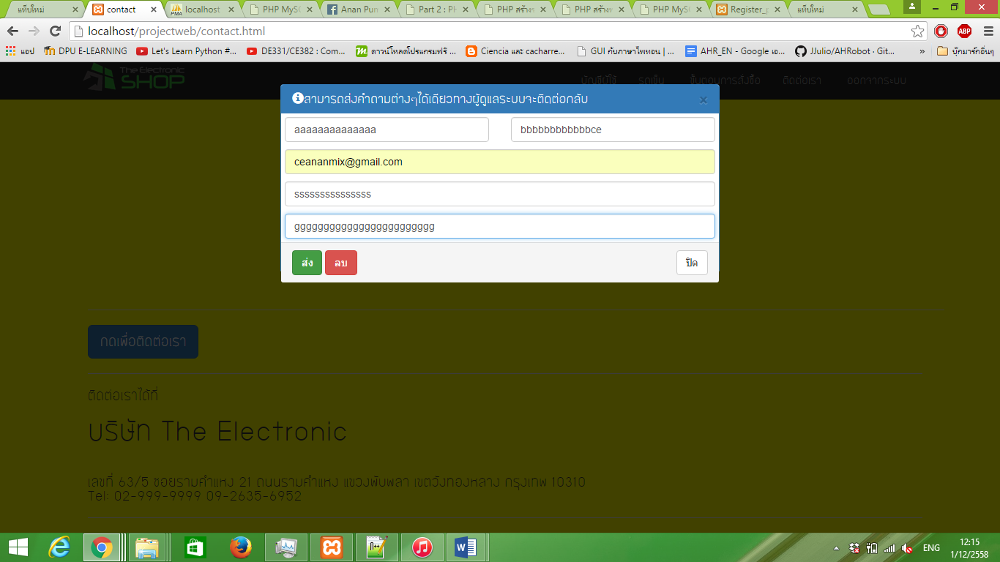 แท็บใหม่ contact localhost PHP MySQ Anan Pun Part 2 : PH PHP สร้างร PHP สร้างห PHP MySQ Register_p แท็บใหม่
localhost/projectweb/contact.html ABP
แอป DPU E-LEARNING Let's Learn Python #... DE331/CE382 : Com... ดาวน์โหลดโปรแกรมฟรี ... Ciencia และ cacharre... GUI กับภาษาไพทอน | ... AHR_EN - Google เอ... JJulio/AHRobot · Git... » บุ๊กมาร์กอื่นๆ
The Electronic
SHOP
บัญชีผู้ใช้ รถเข็น ขั้นตอนการสั่งซื้อ ติดต่อเรา ออกจากระบบ
สามารถส่งคำถามต่างๆได้เดียวทางผู้ดูแลระบบจะติดต่อกลับ ×
aaaaaaaaaaaaaa bbbbbbbbbbbbce
ceananmix@gmail.com
sssssssssssssss
gggggggggggggggggggggggg
ส่ง ลบ ปิด
กดเพื่อติดต่อเรา
ติดต่อเราได้ที่
บริษัท The Electronic
เลขที่ 63/5 ซอยรามคำแหง 21 ถนนรามคำแหง แขวงพับพลา เขตวังทองหลาง กรุงเทพ 10310
Tel: 02-999-9999 09-2635-6952
ENG 12:15
1/12/2558